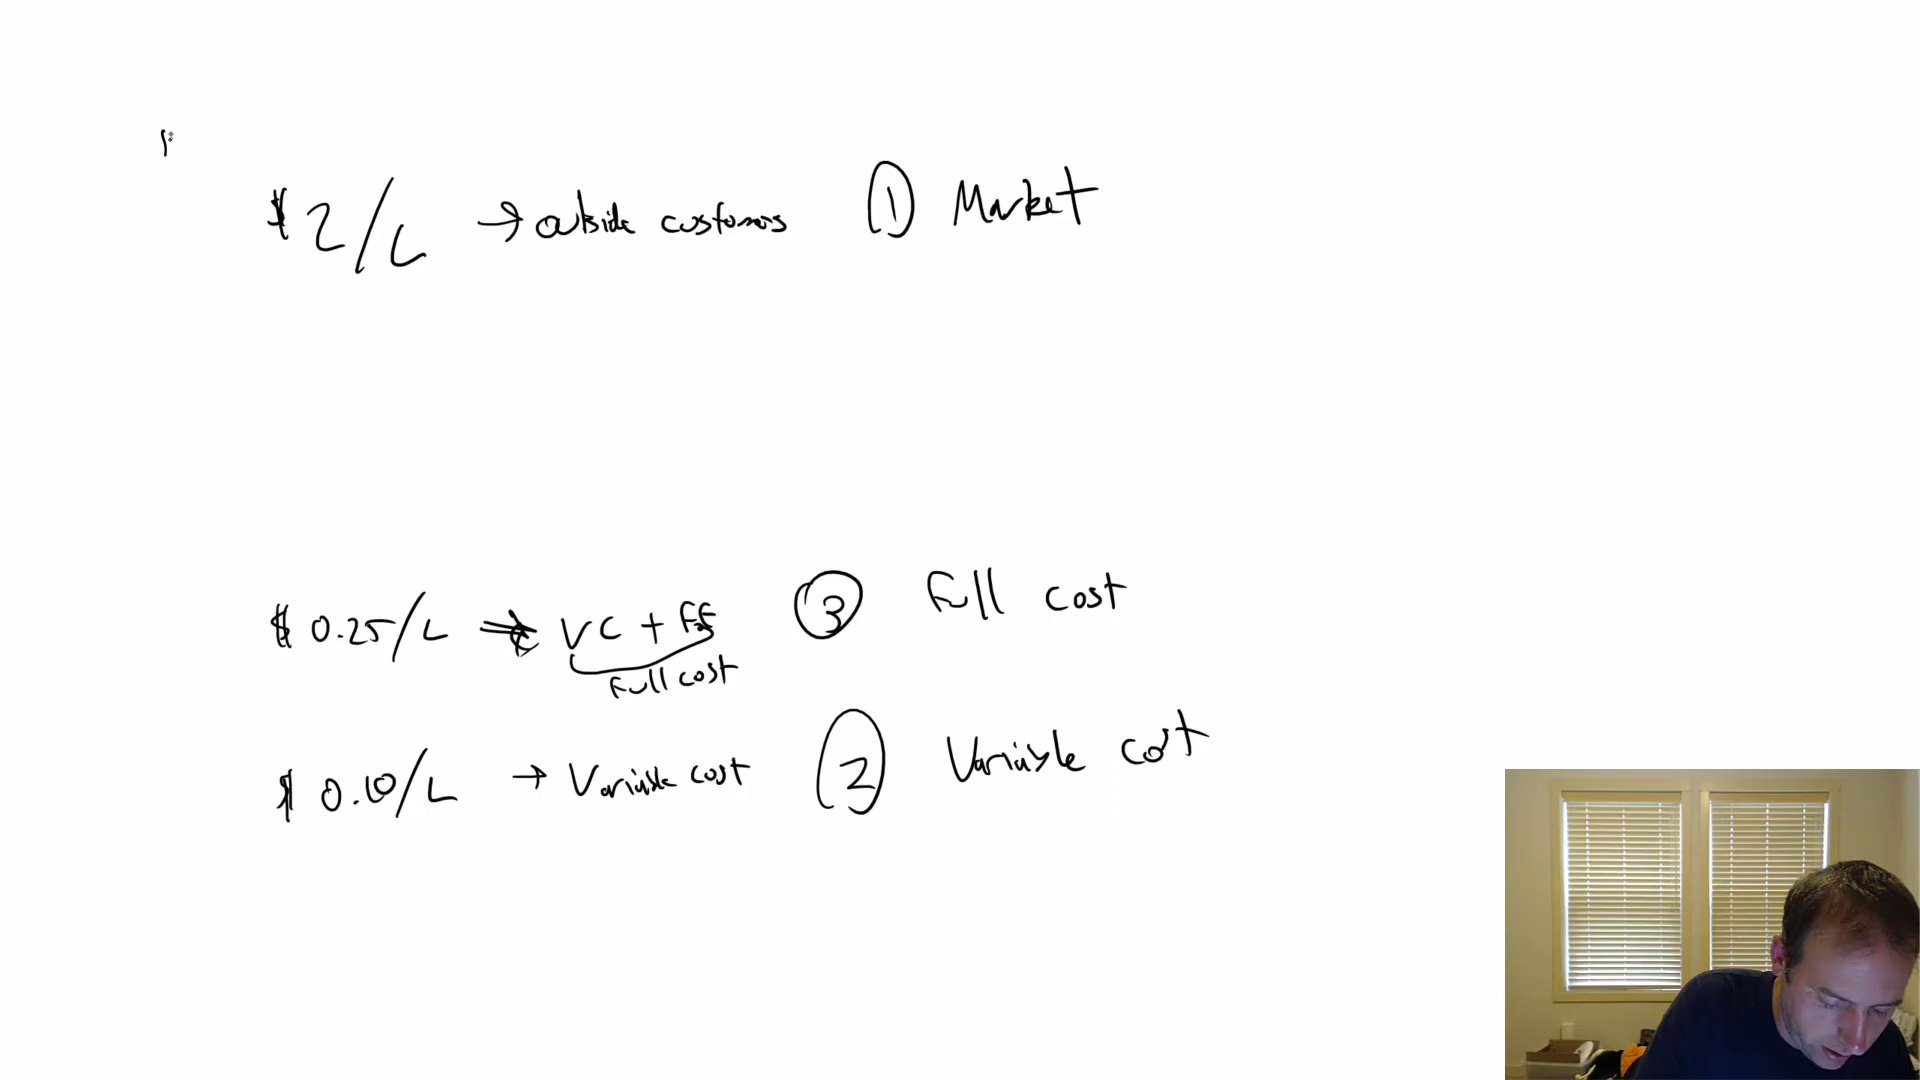 $ 2/L → outside customers ① Market
$ 0.25/L → VC + FC ③ Full cost
Full cost
$ 0.10/L → Variable cost ② Variable cost